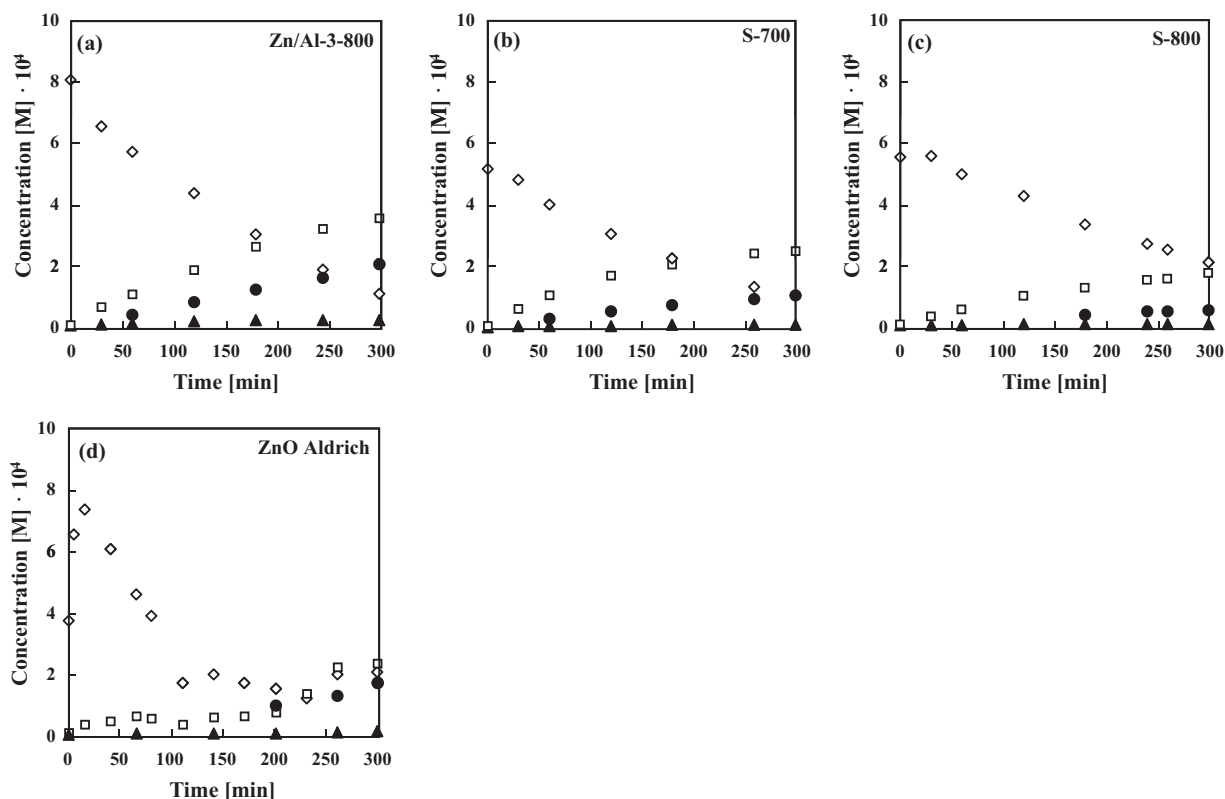 (a)
Zn/Al-3-800
Concentration [M] · 10⁴
10
8
6
4
2
0
0 50 100 150 200 250 300
Time [min]
(b)
S-700
Concentration [M] · 10⁴
10
8
6
4
2
0
0 50 100 150 200 250 300
Time [min]
(c)
S-800
Concentration [M] · 10⁴
10
8
6
4
2
0
0 50 100 150 200 250 300
Time [min]
(d)
ZnO Aldrich
Concentration [M] · 10⁴
10
8
6
4
2
0
0 50 100 150 200 250 300
Time [min]